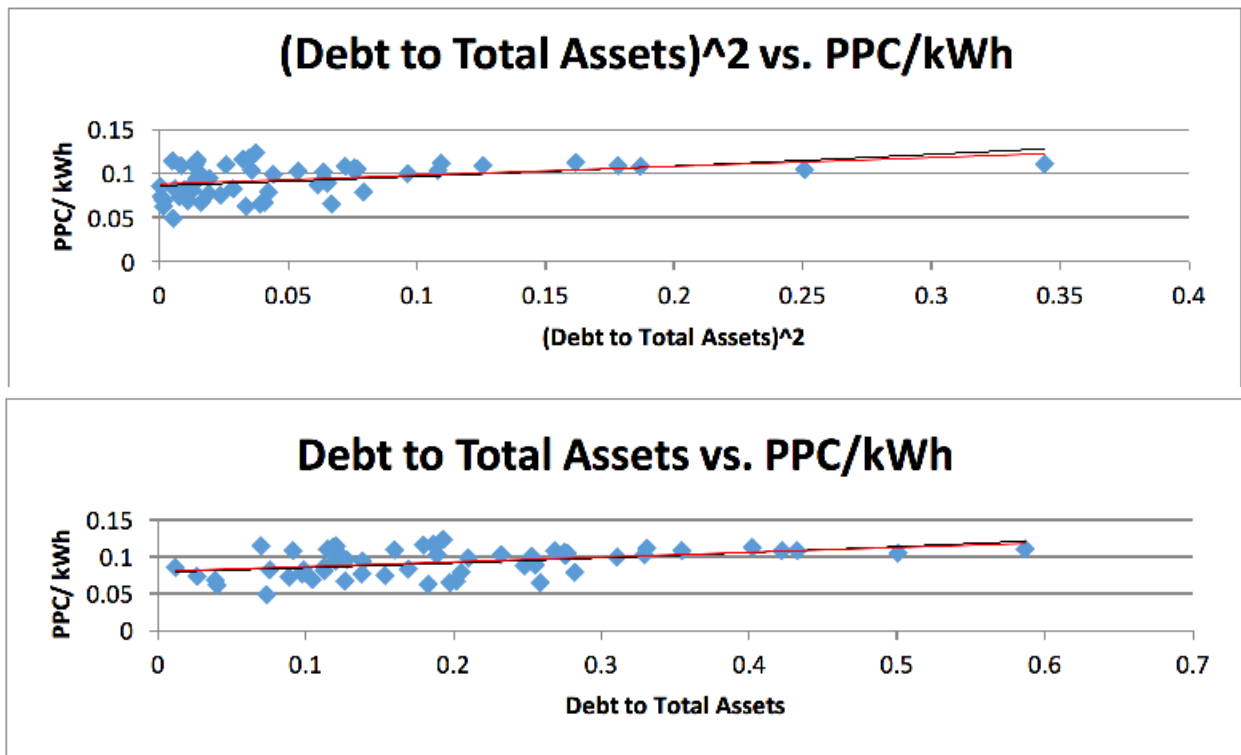 (Debt to Total Assets)^2 vs. PPC/kWh
PPC/ kWh
0.15
0.1
0.05
0
0 0.05 0.1 0.15 0.2 0.25 0.3 0.35 0.4
(Debt to Total Assets)^2
Debt to Total Assets vs. PPC/kWh
PPC/ kWh
0.15
0.1
0.05
0
0 0.1 0.2 0.3 0.4 0.5 0.6 0.7
Debt to Total Assets